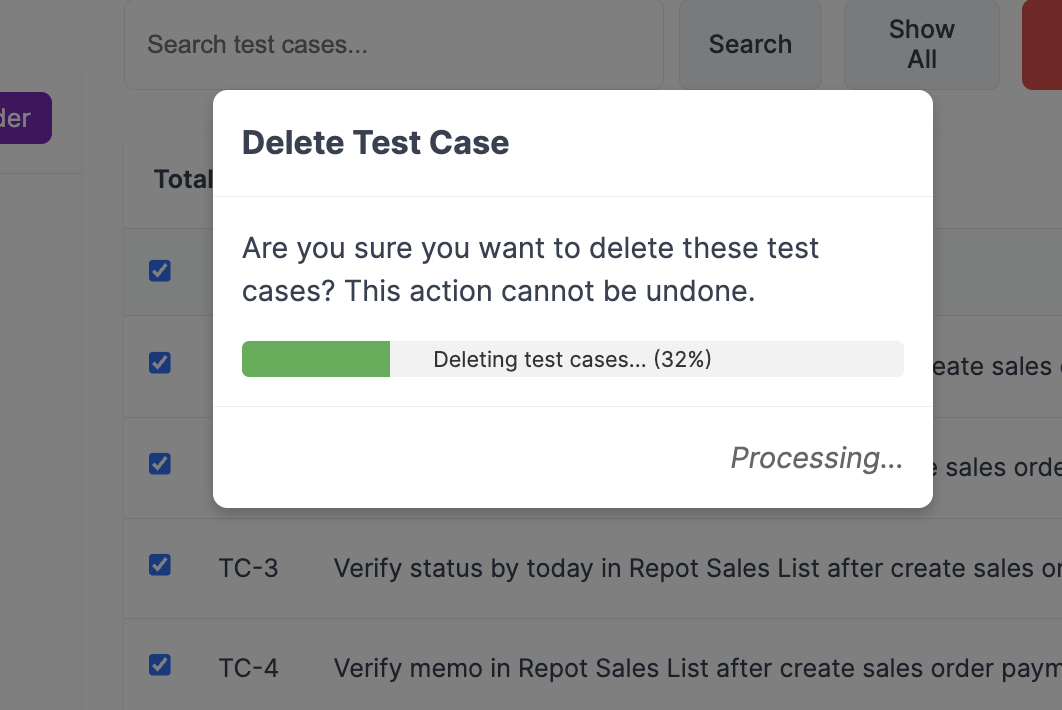 Search test cases...
Search
Show
All
der
Delete Test Case
Total
Are you sure you want to delete these test
cases? This action cannot be undone.
Deleting test cases... (32%)
eate sales
Processing...
sales orde
TC-3 Verify status by today in Repot Sales List after create sales or
TC-4 Verify memo in Repot Sales List after create sales order paym